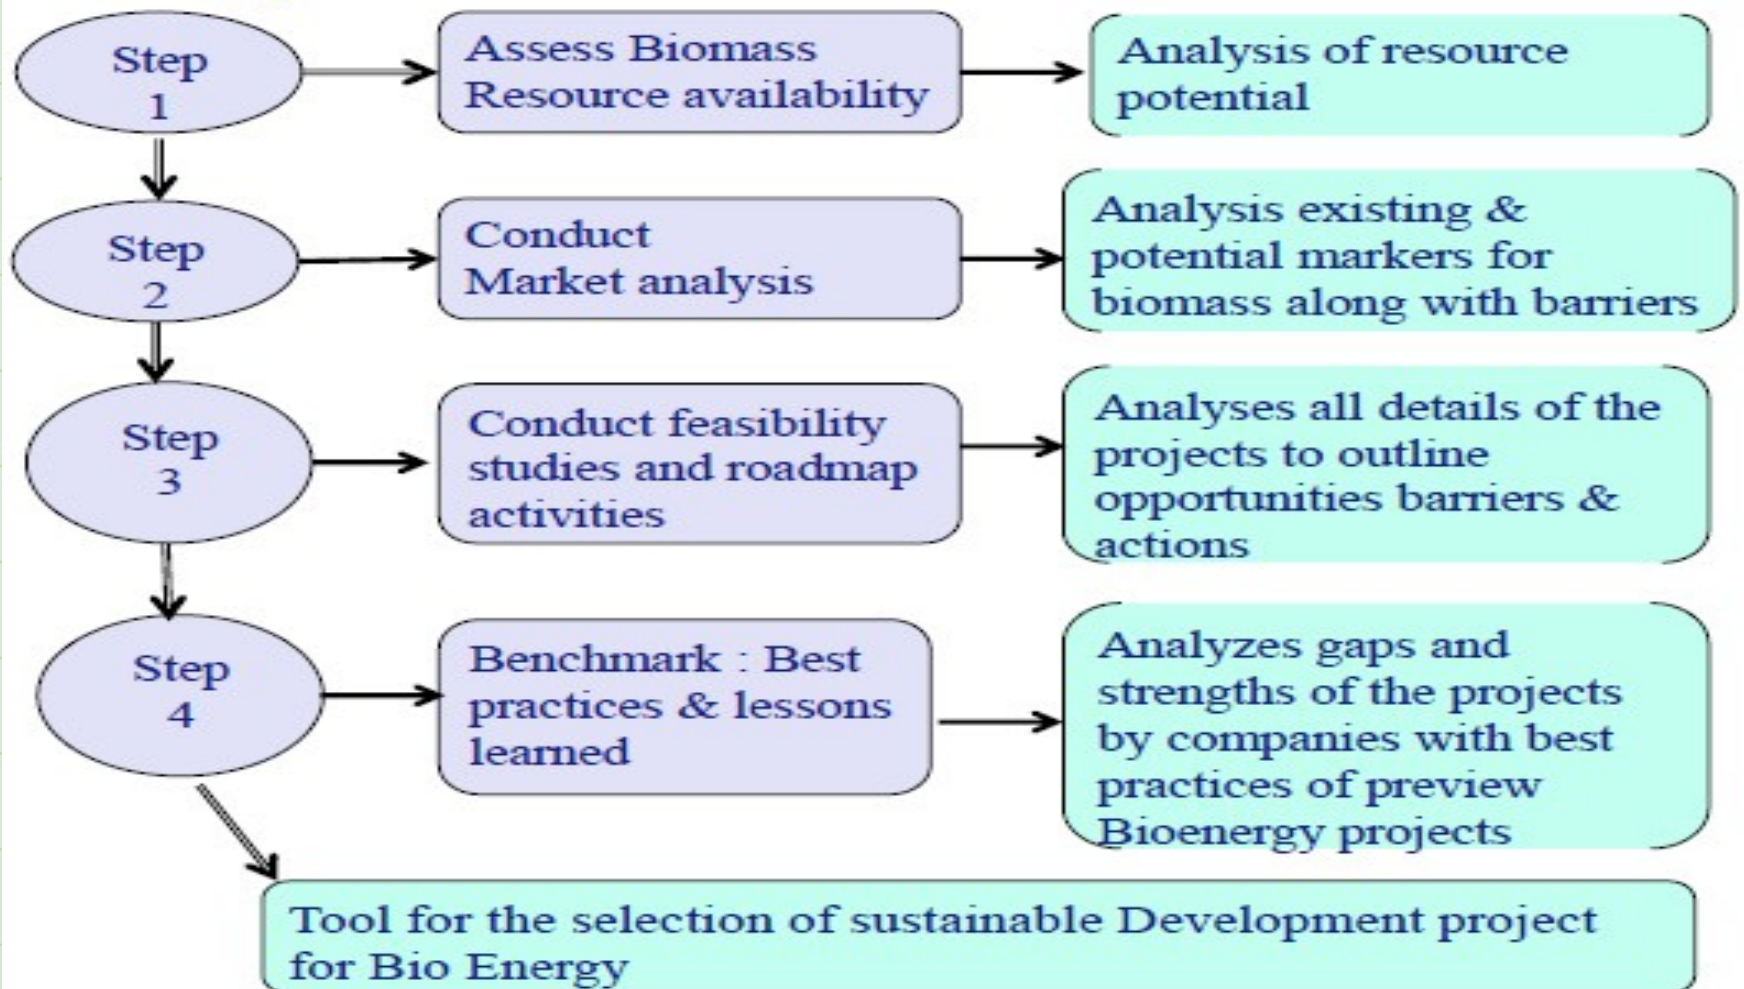 Step
1
Assess Biomass
Resource availability
Analysis of resource
potential
Step
2
Conduct
Market analysis
Analysis existing &
potential markers for
biomass along with barriers
Step
3
Conduct feasibility
studies and roadmap
activities
Analyses all details of the
projects to outline
opportunities barriers &
actions
Step
4
Benchmark : Best
practices & lessons
learned
Analyzes gaps and
strengths of the projects
by companies with best
practices of preview
Bioenergy projects
Tool for the selection of sustainable Development project
for Bio Energy